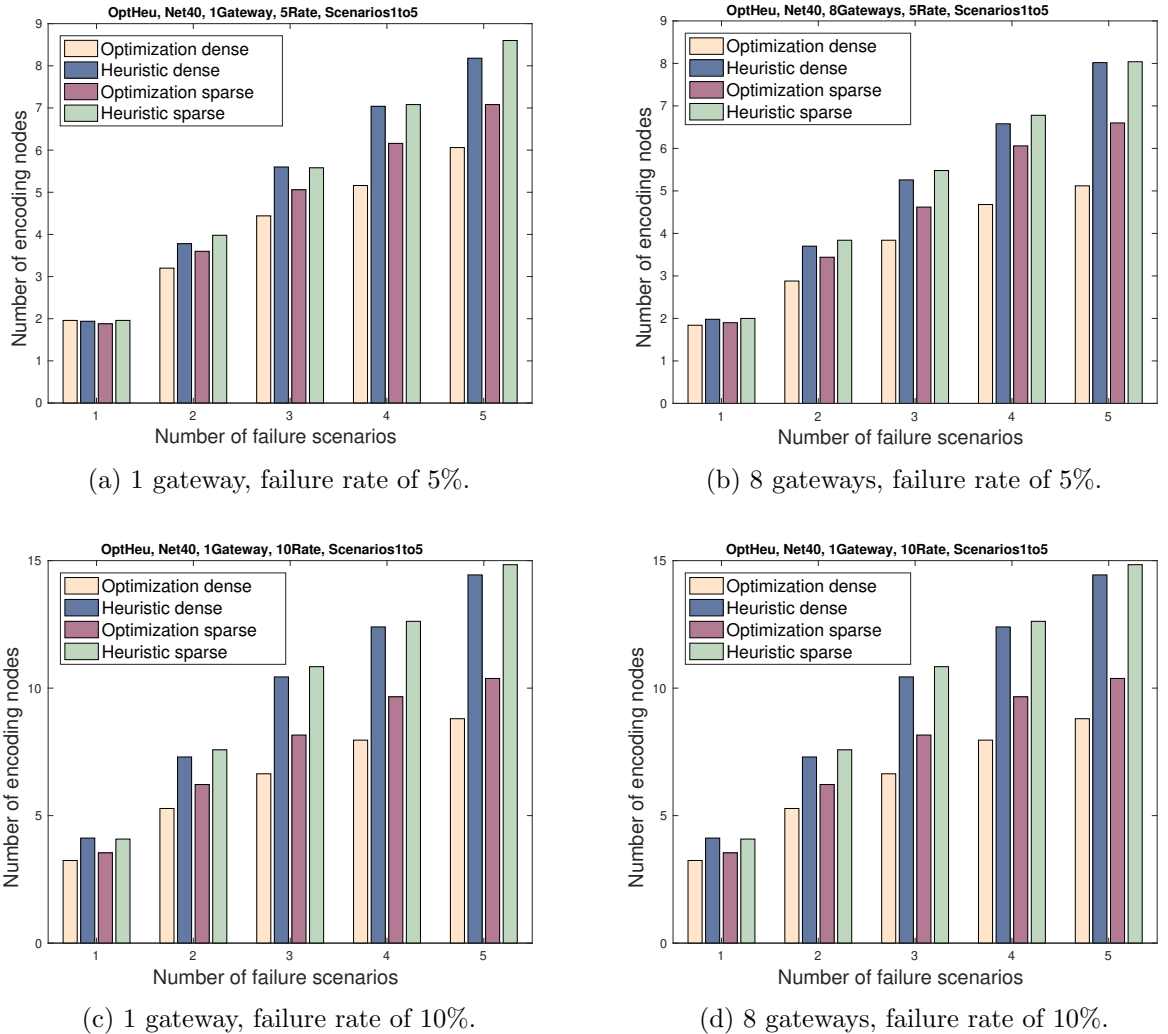 OptHeu, Net40, 1Gateway, 5Rate, Scenarios1to5
9
8
7
6
5
4
3
2
1
0
Number of encoding nodes
Optimization dense
Heuristic dense
Optimization sparse
Heuristic sparse
1 2 3 4 5
Number of failure scenarios
(a) 1 gateway, failure rate of 5%.
OptHeu, Net40, 8Gateways, 5Rate, Scenarios1to5
9
8
7
6
5
4
3
2
1
0
Number of encoding nodes
Optimization dense
Heuristic dense
Optimization sparse
Heuristic sparse
1 2 3 4 5
Number of failure scenarios
(b) 8 gateways, failure rate of 5%.
OptHeu, Net40, 1Gateway, 10Rate, Scenarios1to5
15
10
5
0
Number of encoding nodes
Optimization dense
Heuristic dense
Optimization sparse
Heuristic sparse
1 2 3 4 5
Number of failure scenarios
(c) 1 gateway, failure rate of 10%.
OptHeu, Net40, 1Gateway, 10Rate, Scenarios1to5
15
10
5
0
Number of encoding nodes
Optimization dense
Heuristic dense
Optimization sparse
Heuristic sparse
1 2 3 4 5
Number of failure scenarios
(d) 8 gateways, failure rate of 10%.